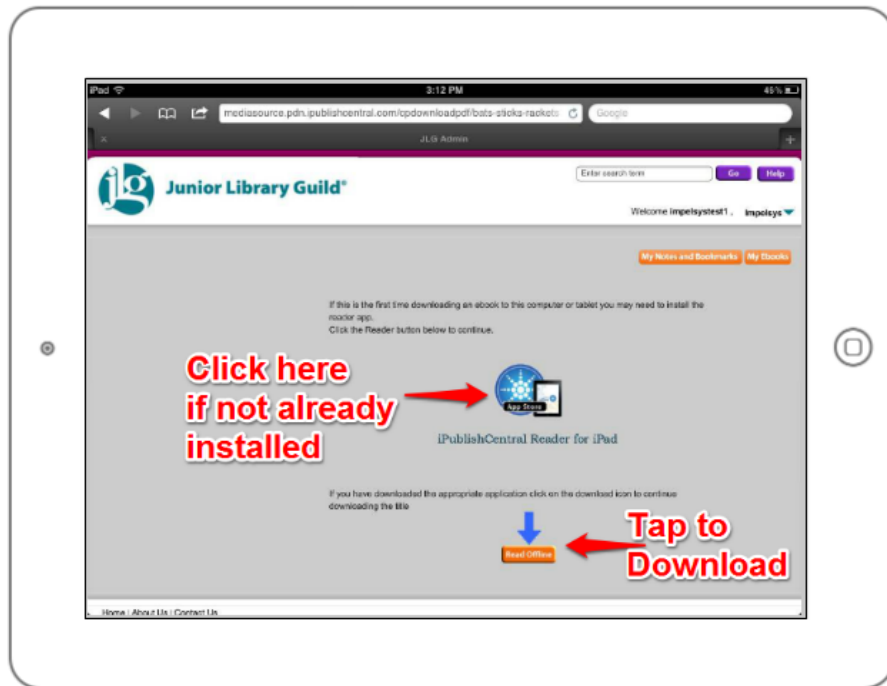 iPad 3:12 PM 46%
mediasource.pdn.ipublishcentral.com/cpdownloadpdf/bats-sticks-rackets Google
× JLG Admin +
jlg Junior Library Guild®
Enter search term Go Help
Welcome impelsystest1 , Impelsys
My Notes and Bookmarks My Ebooks
If this is the first time downloading an ebook to this computer or tablet you may need to install the
reader app.
Click the Reader button below to continue.
Click here
if not already
installed
App Store
iPublishCentral Reader for iPad
If you have downloaded the appropriate application click on the download icon to continue
downloading the title
Tap to
Download
Read Offline
Home | About Us | Contact Us